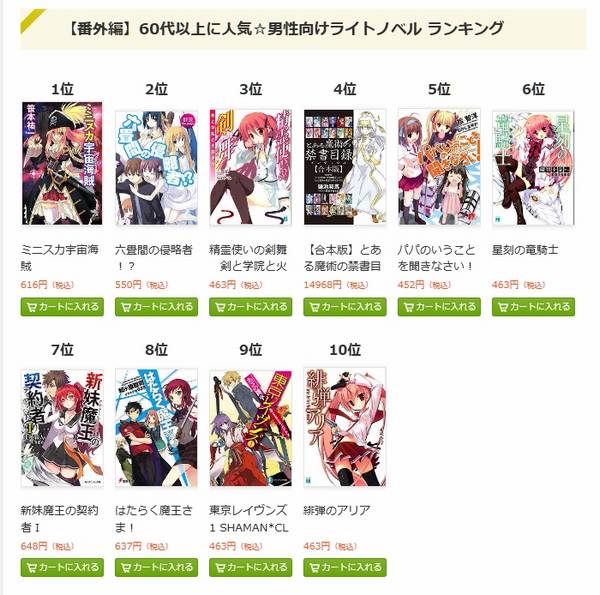 【番外編】60代以上に人気☆男性向けライトノベル ランキング
1位
2位
3位
4位
5位
6位
笹本祐一
ミニスカ宇宙海賊
六畳間の侵略者!?
剣舞
とある魔術の
禁書目録
【合本版】
鎌池和馬
パパのいうことを
聞きなさい!
星刻の
竜騎士
ミニスカ宇宙海
賊
六畳間の侵略者
！？
精霊使いの剣舞
剣と学院と火
【合本版】とあ
る魔術の禁書目
パパのいうこと
を聞きなさい！
星刻の竜騎士
616円（税込）
550円（税込）
463円（税込）
14968円（税込）
452円（税込）
463円（税込）
カートに入れる
カートに入れる
カートに入れる
カートに入れる
カートに入れる
カートに入れる
7位
8位
9位
10位
新妹魔王の
契約者
はたらく魔王さま!
東京レイヴンズ
緋弾のアリア
新妹魔王の契約
者Ｉ
はたらく魔王さ
ま！
東京レイヴンズ
1 SHAMAN*CL
緋弾のアリア
648円（税込）
637円（税込）
463円（税込）
463円（税込）
カートに入れる
カートに入れる
カートに入れる
カートに入れる